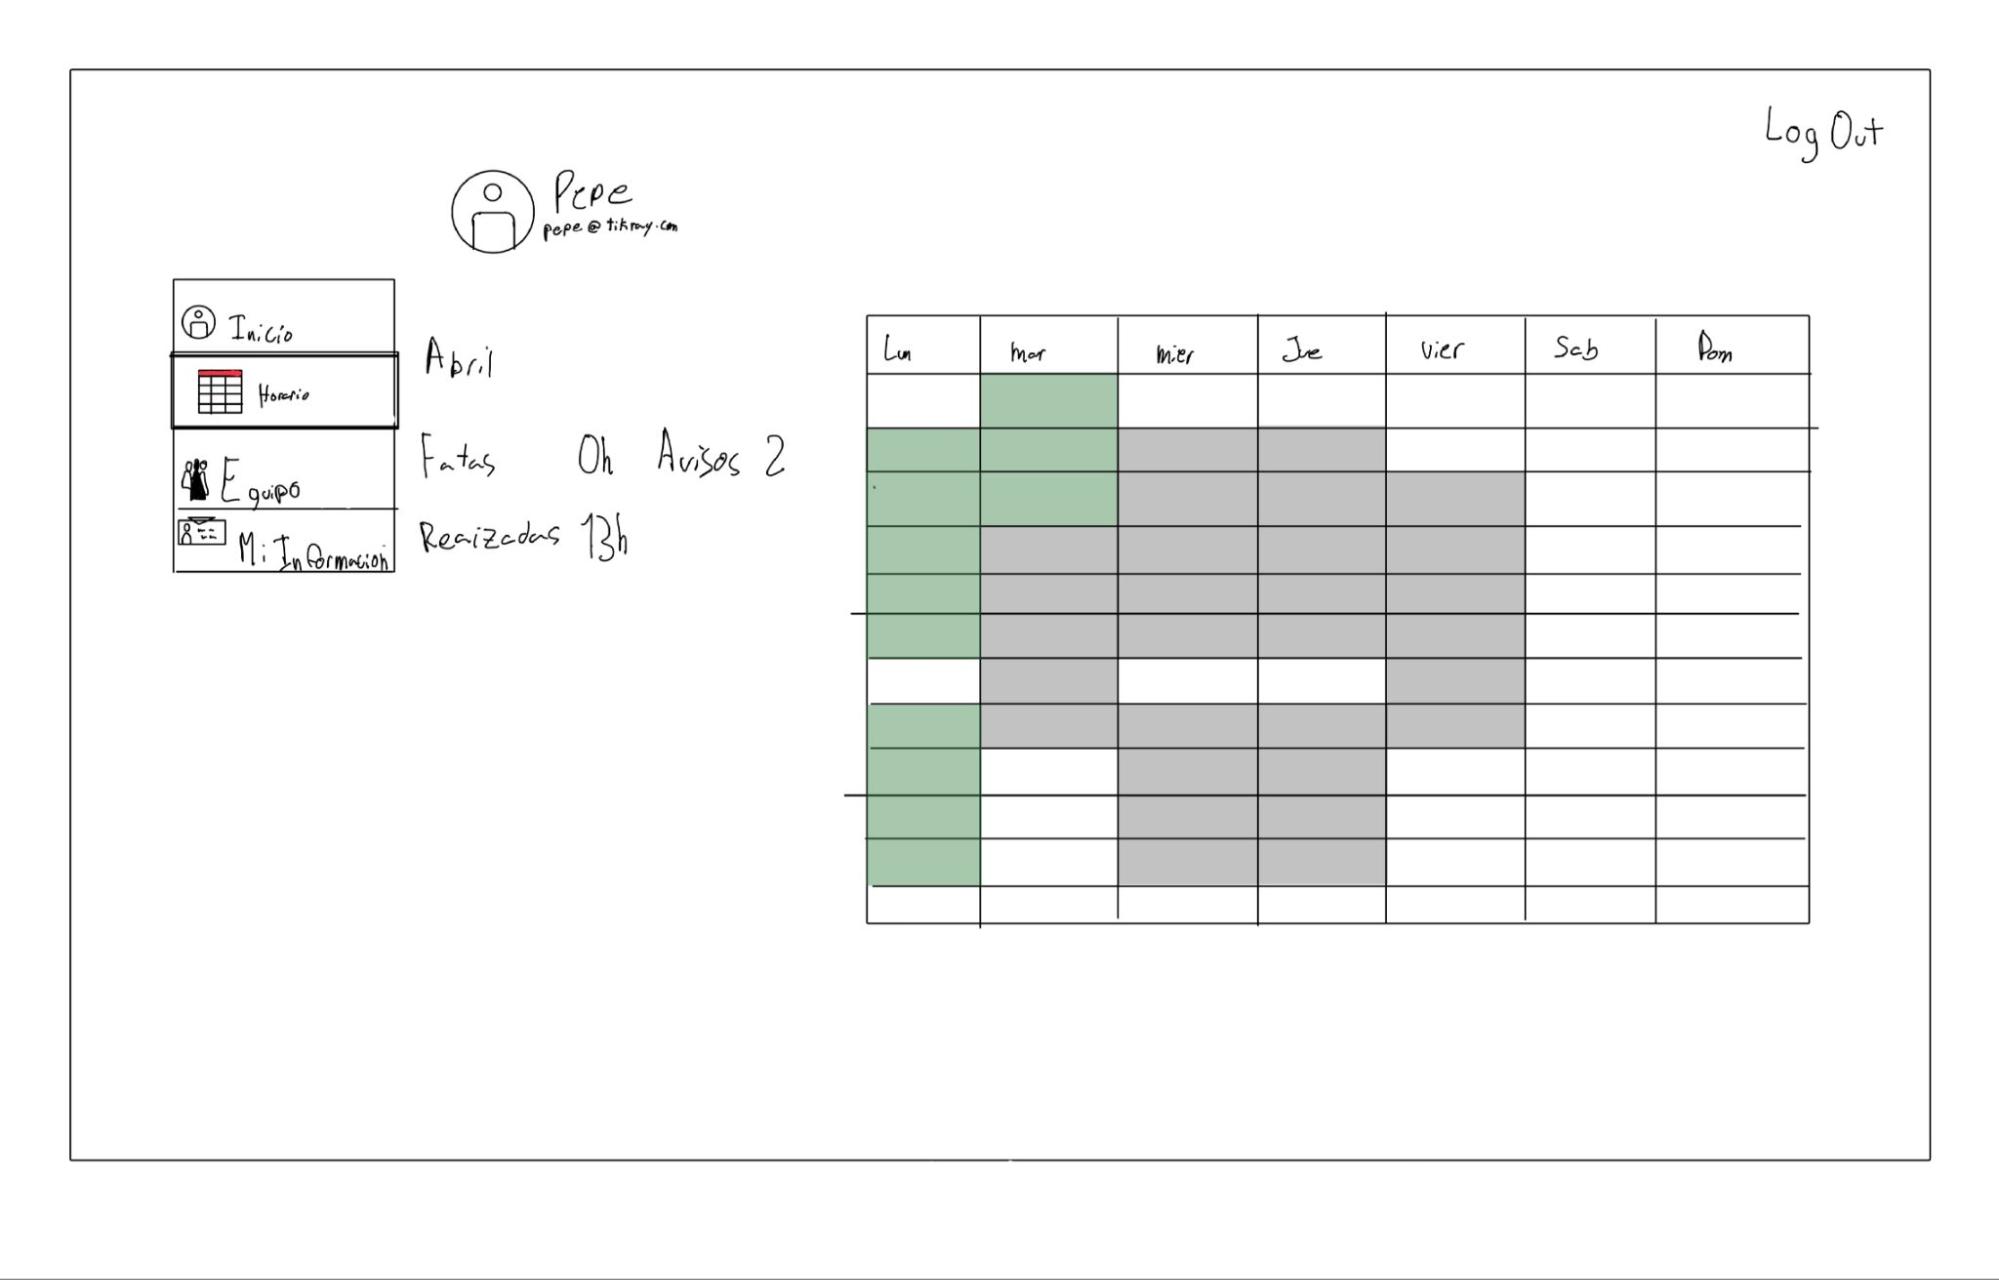 Log Out
Pepe
pepe@tikray.com
Inicio
Horario
Equipo
Mi Informacion
Abril
Fatas 0h Avisos 2
Reaizadas 13h
Lun mar mier Jue vier Sab Dom